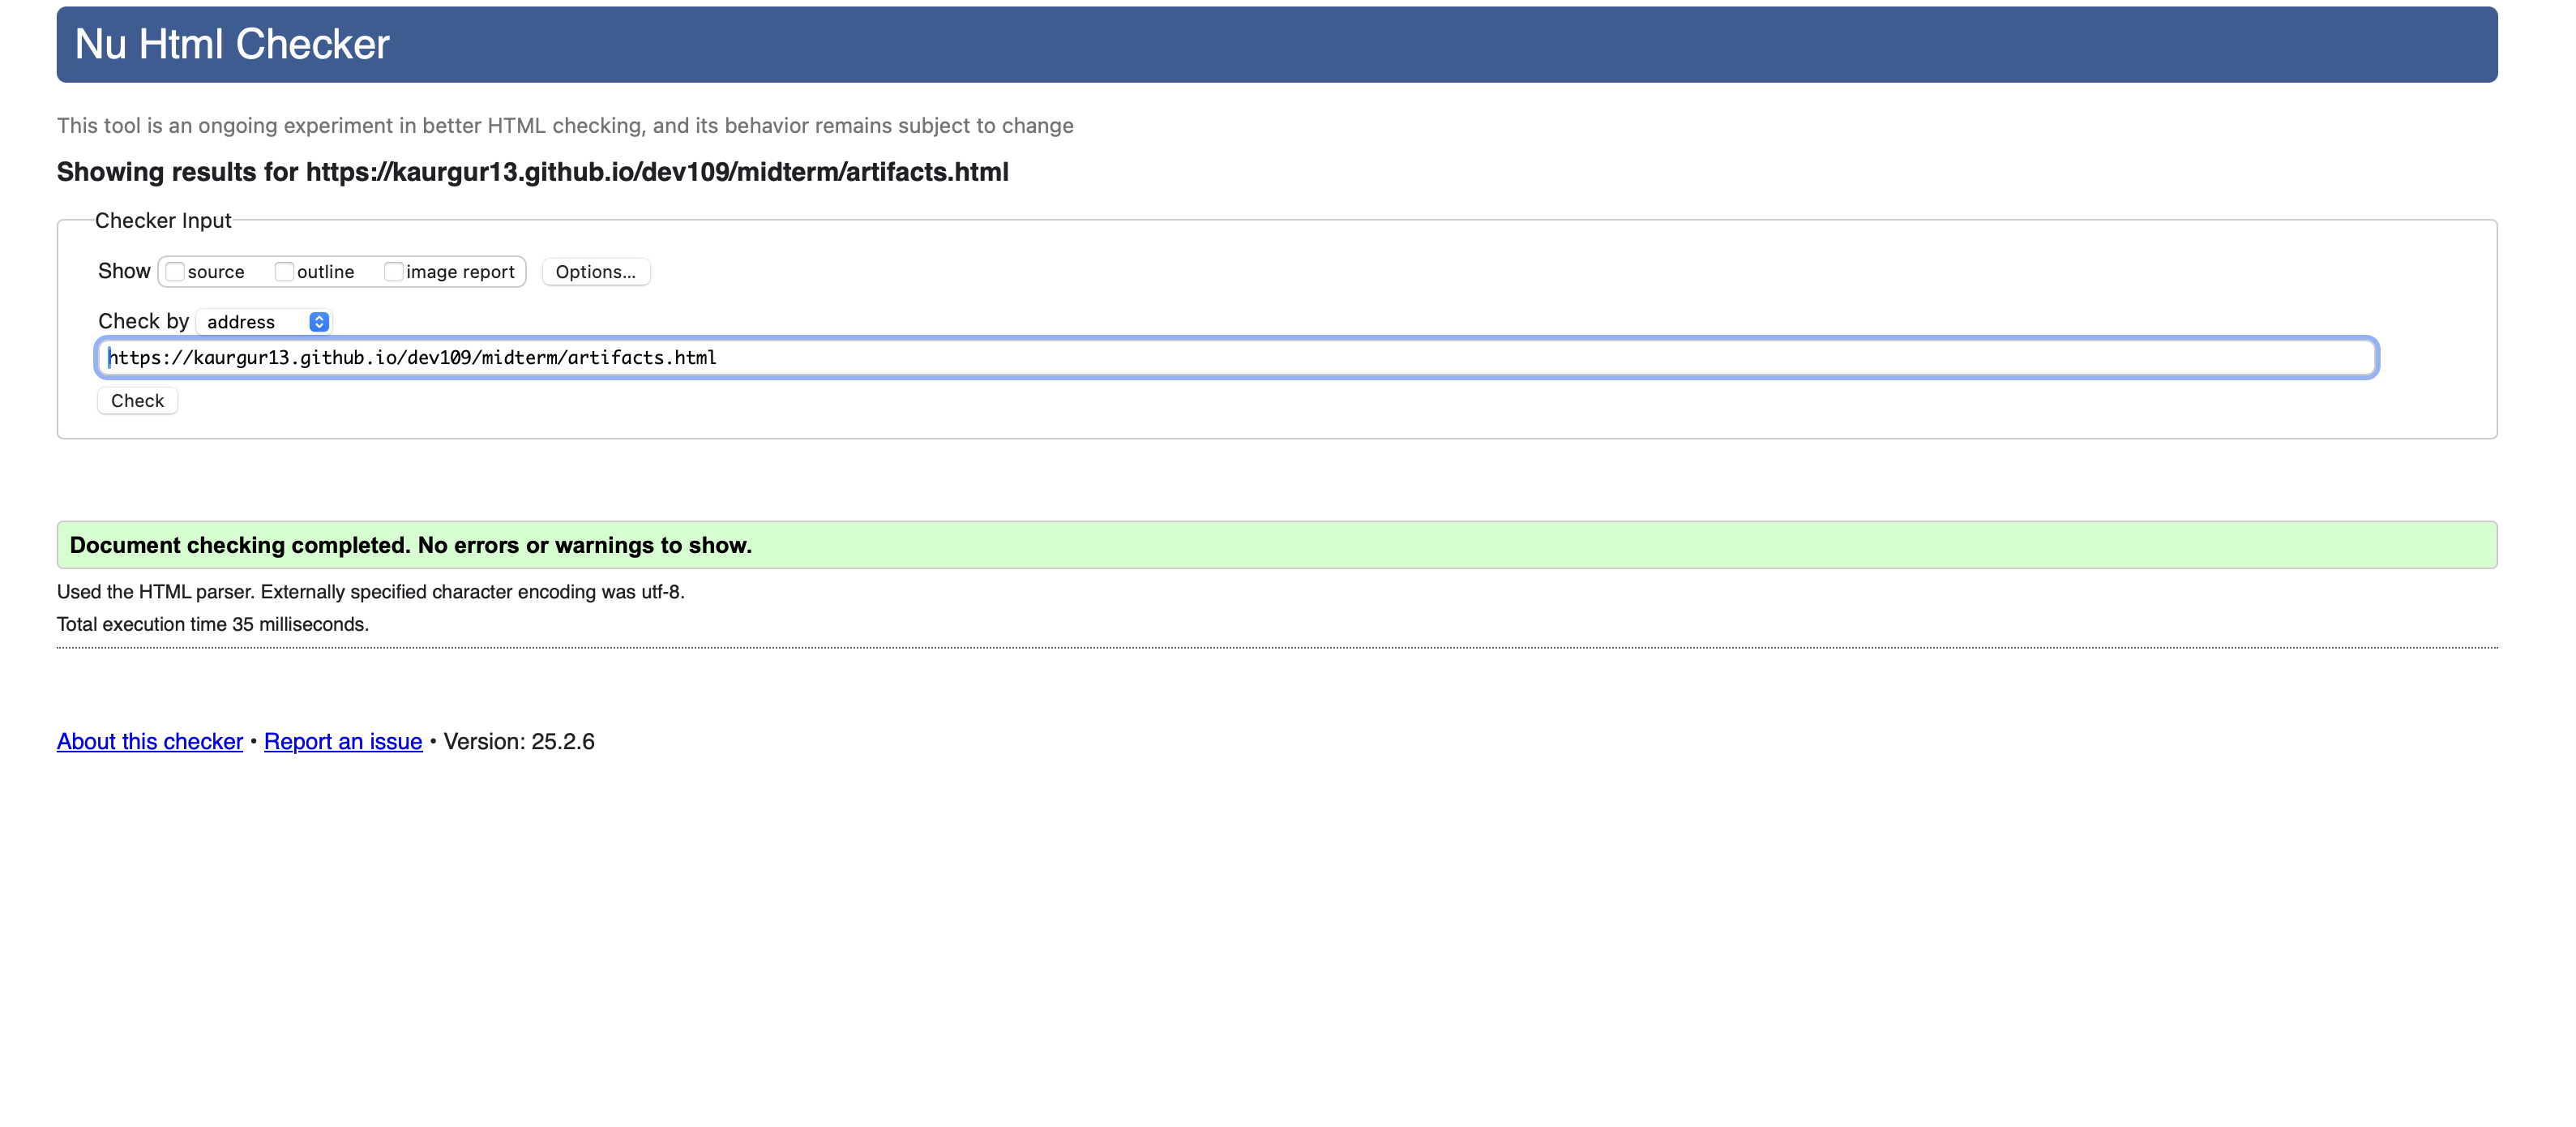 Nu Html Checker
This tool is an ongoing experiment in better HTML checking, and its behavior remains subject to change
Showing results for https://kaurgur13.github.io/dev109/midterm/artifacts.html
Checker Input
Show source outline image report Options...
Check by address
https://kaurgur13.github.io/dev109/midterm/artifacts.html
Check
Document checking completed. No errors or warnings to show.
Used the HTML parser. Externally specified character encoding was utf-8.
Total execution time 35 milliseconds.
About this checker • Report an issue • Version: 25.2.6